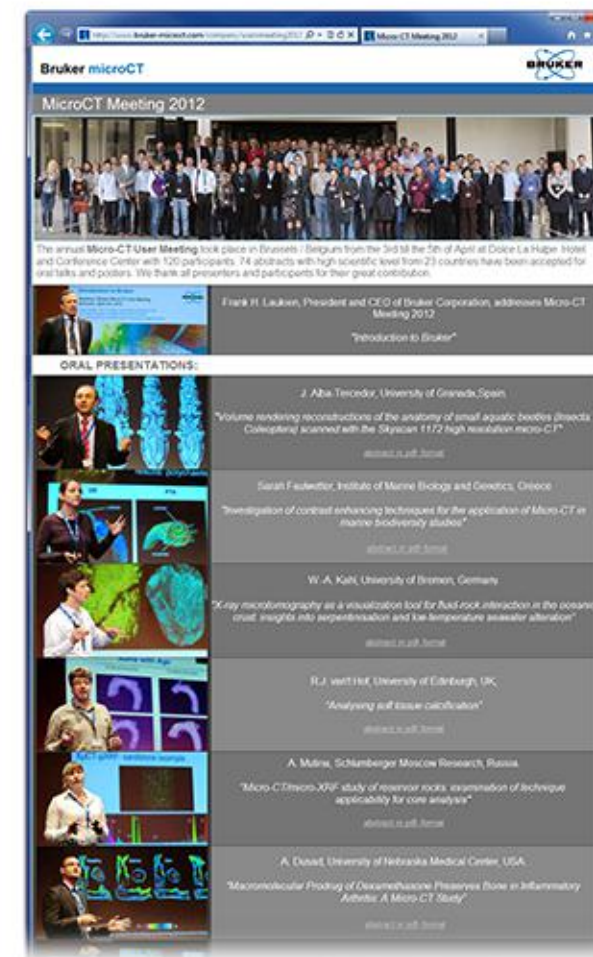 Micro-CT Meeting 2012
Bruker microCT
BRUKER
MicroCT Meeting 2012
The annual Micro-CT User Meeting took place in Brussels / Belgium from the 3rd till the 5th of April at Dolce La Hulpe Hotel
and Conference Center with 120 participants. 74 abstracts with high scientific level from 23 countries have been accepted for
oral talks and posters. We thank all presenters and participants for their great contribution.
Frank H. Laukien, President and CEO of Bruker Corporation, addresses Micro-CT
Meeting 2012
"Introduction to Bruker"
ORAL PRESENTATIONS:
J. Alba-Tercedor, University of Granada,Spain.
"Volume rendering reconstructions of the anatomy of small aquatic beetles (Insecta:
Coleoptera) scanned with the Skyscan 1172 high resolution micro-CT"
abstract in pdf-format
Sarah Faulwetter, Institute of Marine Biology and Genetics, Greece
"Investigation of contrast enhancing techniques for the application of Micro-CT in
marine biodiversity studies"
abstract in pdf-format
W.-A. Kahl, University of Bremen, Germany
"X-ray microtomography as a visualization tool for fluid-rock interaction in the oceanic
crust: insights into serpentinisation and low-temperature seawater alteration"
abstract in pdf-format
R.J. van't Hof, University of Edinburgh, UK,
"Analysing soft tissue calcification"
abstract in pdf-format
A. Mutina, Schlumberger Moscow Research, Russia
"Micro-CT/micro-XRF study of reservoir rocks: examination of technique
applicability for core analysis"
abstract in pdf-format
A. Dusad, University of Nebraska Medical Center, USA
"Macromolecular Prodrug of Dexamethasone Preserves Bone in Inflammatory
Arthritis: A Micro-CT Study"
abstract in pdf-format